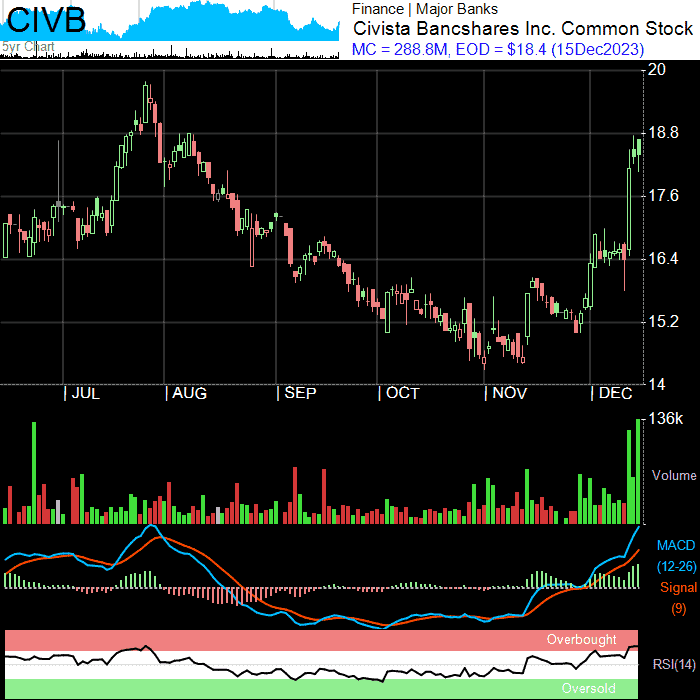 CIVB
5yr Chart
Finance | Major Banks
Civista Bancshares Inc. Common Stock
MC = 288.8M, EOD = $18.4 (15Dec2023)
20
18.8
17.6
16.4
15.2
14
| JUL | AUG | SEP | OCT | NOV | DEC
136k
Volume
MACD
(12-26)
Signal
(9)
Overbought
RSI(14)
Oversold